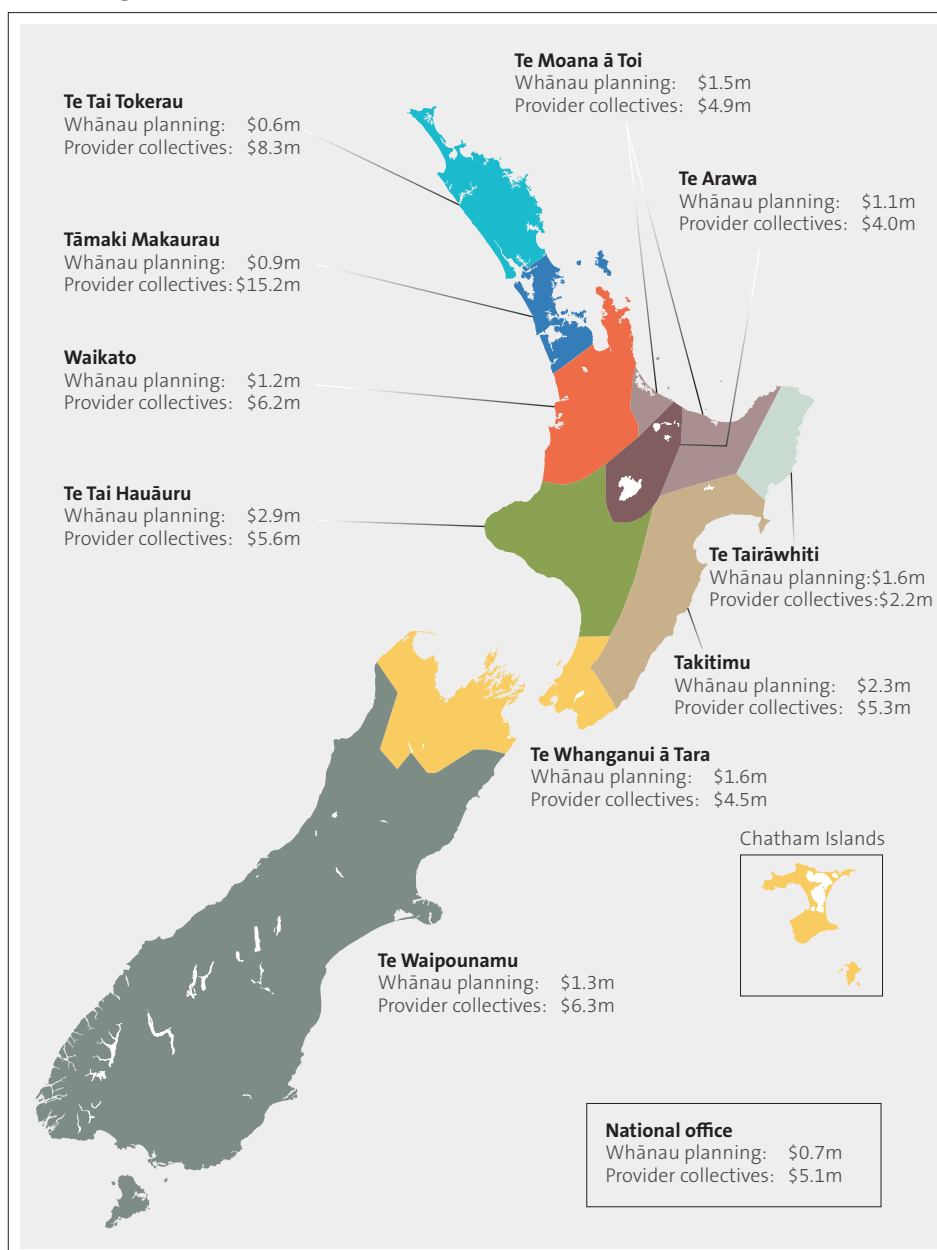 Te Moana ā Toi
Whānau planning: $1.5m
Provider collectives: $4.9m
Te Tai Tokerau
Whānau planning: $0.6m
Provider collectives: $8.3m
Te Arawa
Whānau planning: $1.1m
Provider collectives: $4.0m
Tāmaki Makaurau
Whānau planning: $0.9m
Provider collectives: $15.2m
Waikato
Whānau planning: $1.2m
Provider collectives: $6.2m
Te Tai Hauāuru
Whānau planning: $2.9m
Provider collectives: $5.6m
Te Tairāwhiti
Whānau planning:$1.6m
Provider collectives:$2.2m
Takitimu
Whānau planning: $2.3m
Provider collectives: $5.3m
Te Whanganui ā Tara
Whānau planning: $1.6m
Provider collectives: $4.5m
Chatham Islands
Te Waipounamu
Whānau planning: $1.3m
Provider collectives: $6.3m
National office
Whānau planning: $0.7m
Provider collectives: $5.1m